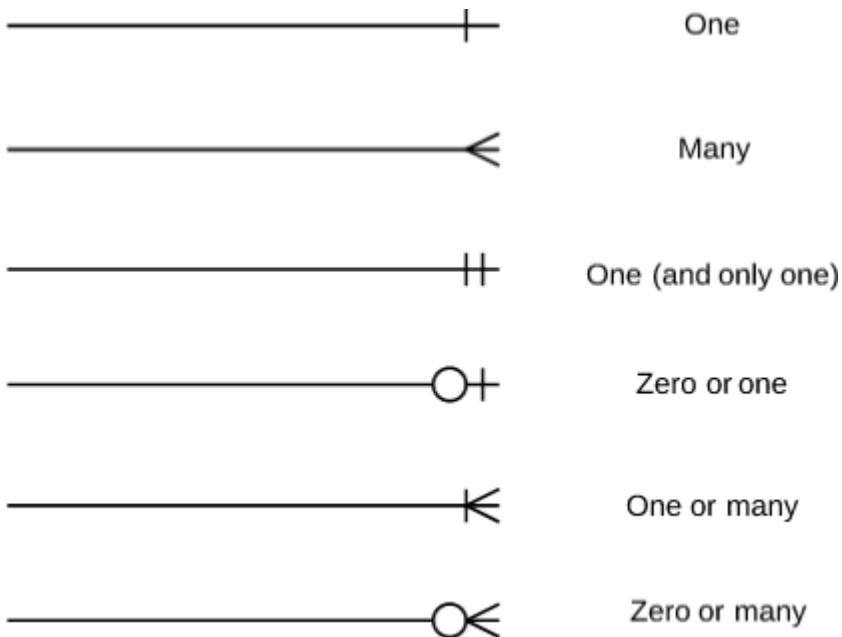 One
Many
One (and only one)
Zero or one
One or many
Zero or many